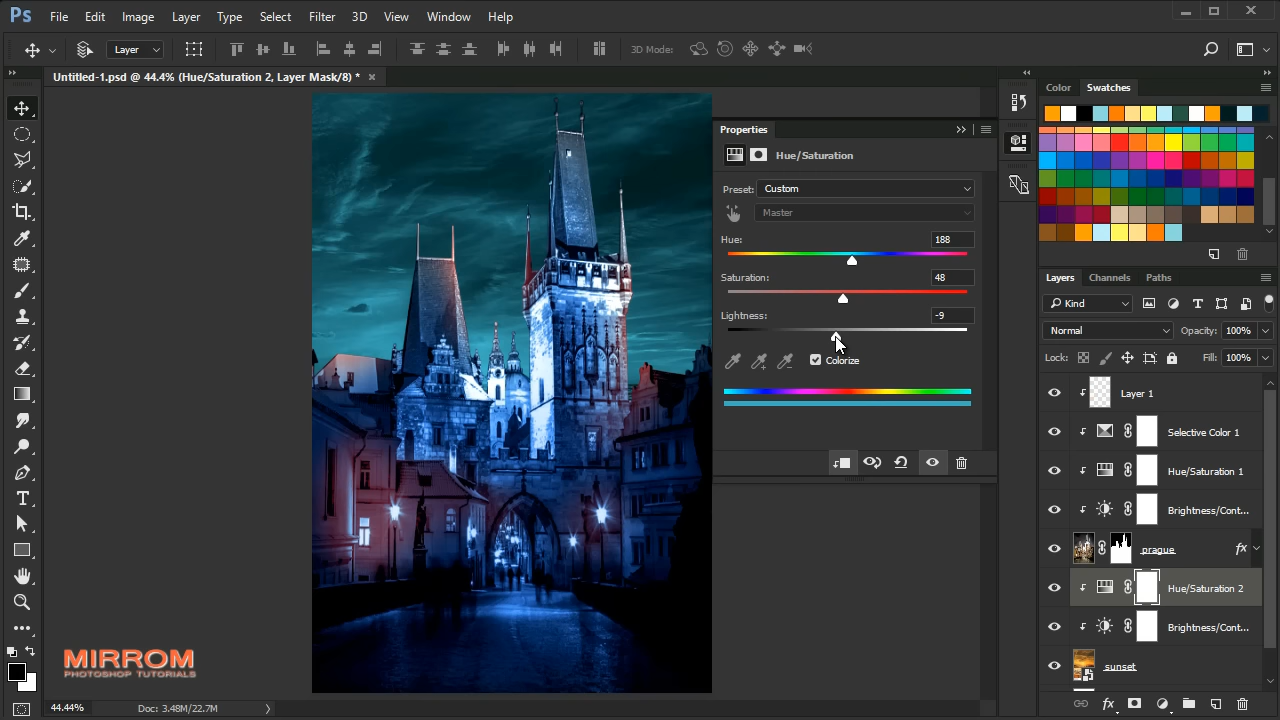 Ps File Edit Image Layer Type Select Filter 3D View Window Help
Layer 3D Mode:
Untitled-1.psd @ 44.4% (Hue/Saturation 2, Layer Mask/8) * ×
Color Swatches
Properties
Hue/Saturation
Preset: Custom
Master
Hue: 188
Saturation: 48
Lightness: -9
Colorize
Layers Channels Paths
Kind
Normal Opacity: 100%
Lock: Fill: 100%
Layer 1
Selective Color 1
Hue/Saturation 1
Brightness/Cont...
prague fx
Hue/Saturation 2
Brightness/Cont...
sunset
MIRROM
PHOTOSHOP TUTORIALS
44.44% Doc: 3.48M/22.7M
fx